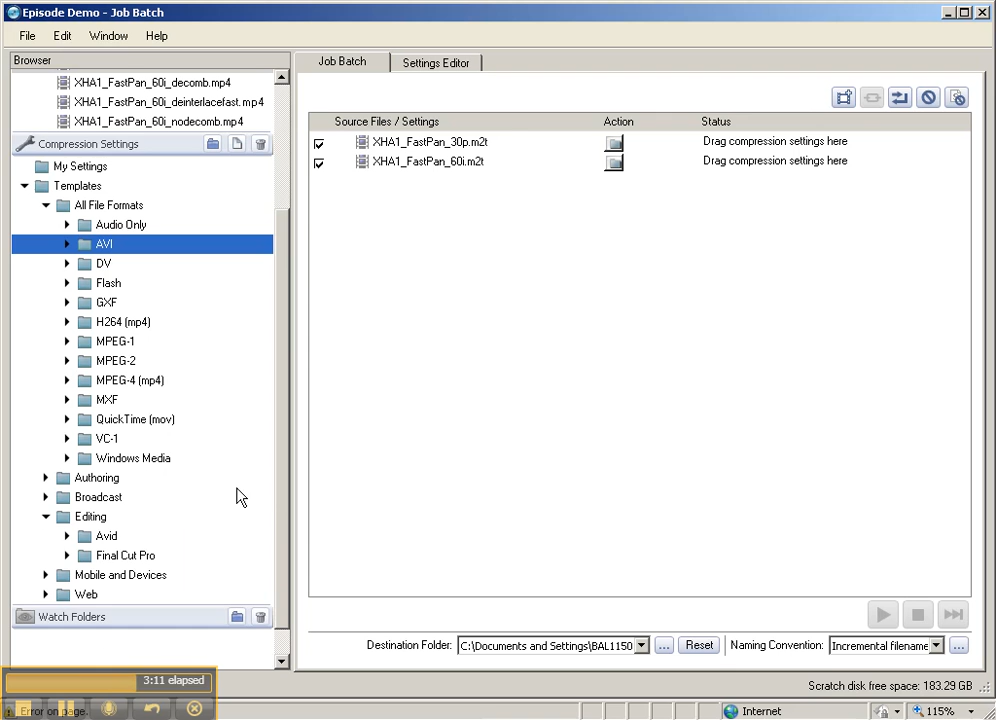 Episode Demo - Job Batch
File Edit Window Help
Browser
Job Batch
Settings Editor
XHA1_FastPan_60i_decomb.mp4
XHA1_FastPan_60i_deinterlacefast.mp4
XHA1_FastPan_60i_nodecomb.mp4
Compression Settings
My Settings
Templates
All File Formats
Audio Only
AVI
DV
Flash
GXF
H264 (mp4)
MPEG-1
MPEG-2
MPEG-4 (mp4)
MXF
QuickTime (mov)
VC-1
Windows Media
Authoring
Broadcast
Editing
Avid
Final Cut Pro
Mobile and Devices
Web
Watch Folders
Source Files / Settings Action Status
XHA1_FastPan_30p.m2t Drag compression settings here
XHA1_FastPan_60i.m2t Drag compression settings here
Destination Folder: C:\Documents and Settings\BAL1150 ... Reset Naming Convention: Incremental filename ...
3:11 elapsed
Scratch disk free space: 183.29 GB
Error on page.
Internet
115%